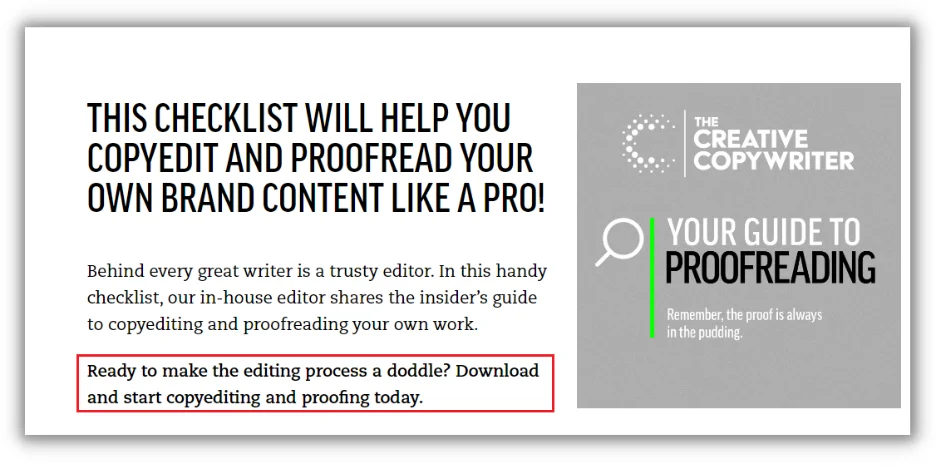 THIS CHECKLIST WILL HELP YOU
COPYEDIT AND PROOFREAD YOUR
OWN BRAND CONTENT LIKE A PRO!
Behind every great writer is a trusty editor. In this handy
checklist, our in-house editor shares the insider’s guide
to copyediting and proofreading your own work.
Ready to make the editing process a doddle? Download
and start copyediting and proofing today.
THE
CREATIVE
COPYWRITER
YOUR GUIDE TO
PROOFREADING
Remember, the proof is always
in the pudding.